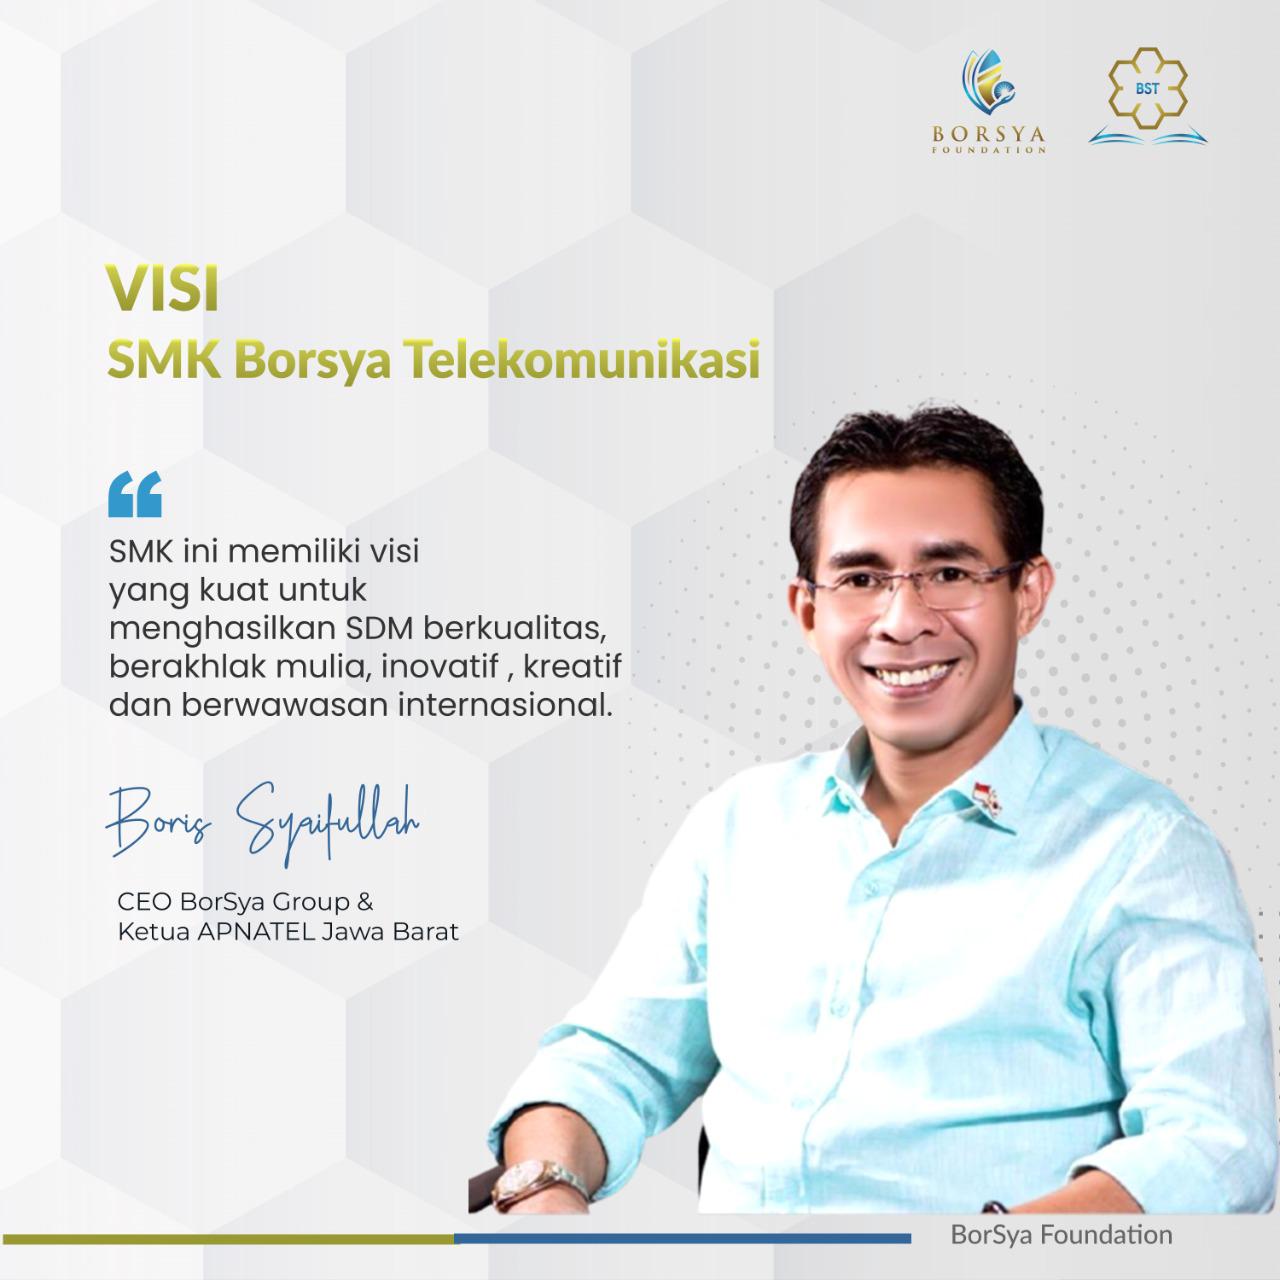 BORSYA
FOUNDATION
BST
VISI
SMK Borsya Telekomunikasi
“
SMK ini memiliki visi
yang kuat untuk
menghasilkan SDM berkualitas,
berakhlak mulia, inovatif , kreatif
dan berwawasan internasional.
Boris Syaifullah
CEO BorSya Group &
Ketua APNATEL Jawa Barat
BorSya Foundation